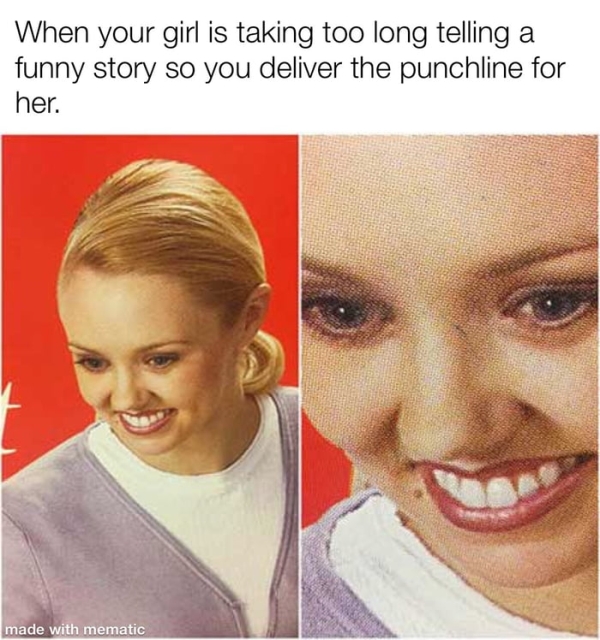 When your girl is taking too long telling a
funny story so you deliver the punchline for
her.
t
made with mematic